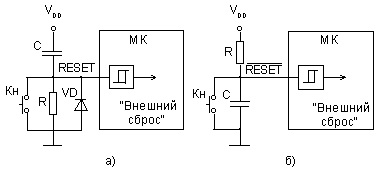 VDD
C
RESET
Кн
R
VD
МК
"Внешний
сброс"
а)
VDD
R
RESET
Кн
C
МК
"Внешний
сброс"
б)